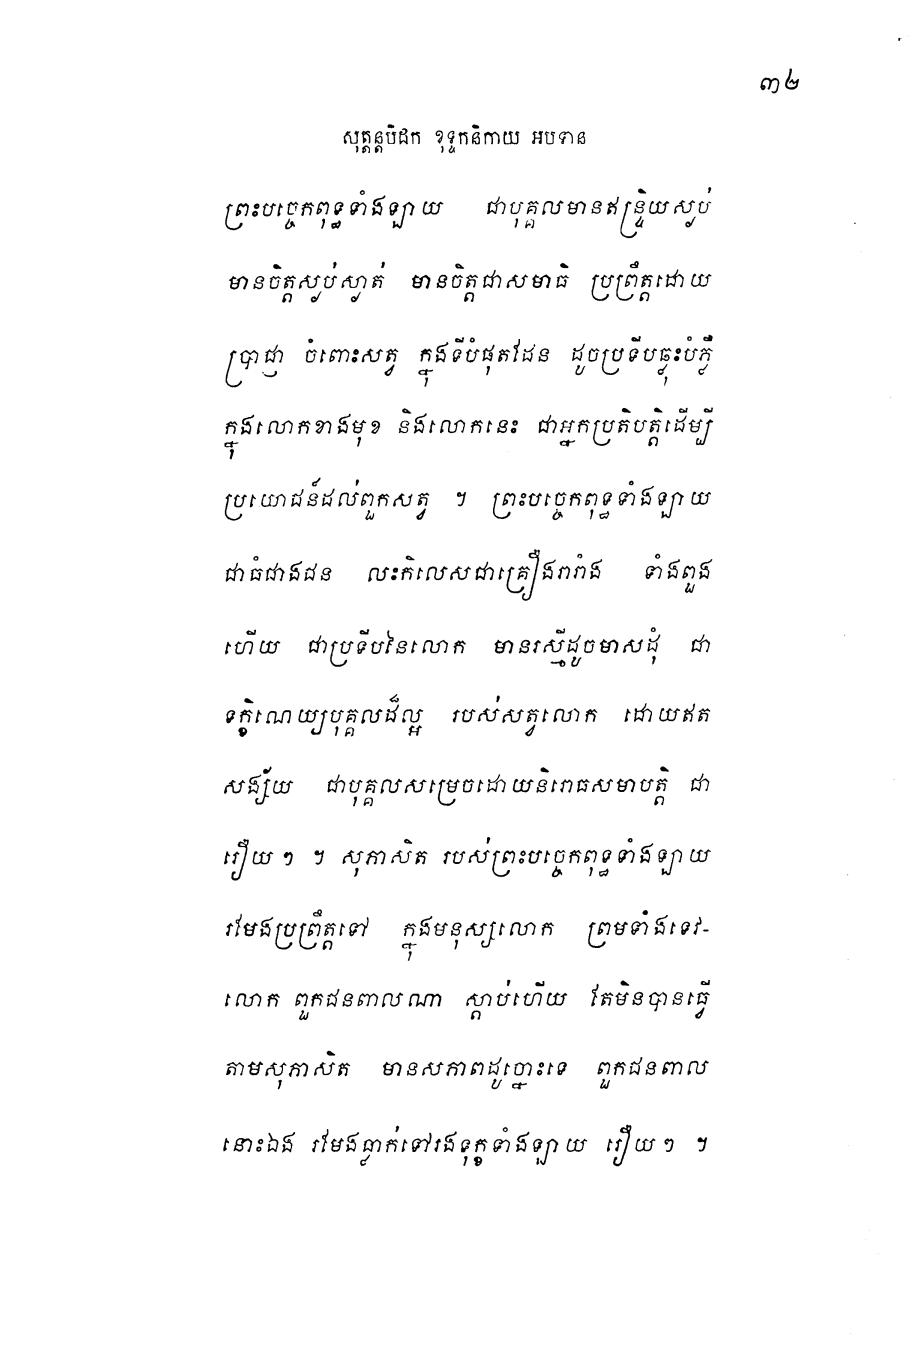 ៣២
សុត្តន្តបិដក ខុទ្ទកនិកាយ អបទាន
ព្រះបច្ចេកពុទ្ធទាំងឡាយ ជាបុគ្គលមានឥន្ទ្រិយស្ងប់
មានចិត្តស្ងប់ស្ងាត់ មានចិត្តជាសមាធិ ប្រព្រឹត្តដោយ
ប្រាជ្ញា ចំពោះសត្វ ក្នុងទីបំផុតដែន ដូចប្រទីបឆ្លុះបំភ្លឺ
ក្នុងលោកខាងមុខ និងលោកនេះ ជាអ្នកប្រតិបត្តិដើម្បី
ប្រយោជន៍ដល់ពួកសត្វ ។ ព្រះបច្ចេកពុទ្ធទាំងឡាយ
ជាធំជាងជន លះកិលេសជាគ្រឿងរារាំង ទាំងពួង
ហើយ ជាប្រទីបនៃលោក មានរស្មីដូចមាសដុំ ជា
ទក្ខិណេយ្យបុគ្គលដ៏ល្អ របស់សត្វលោក ដោយឥត
សង្ស័យ ជាបុគ្គលសម្រេចដោយនិរោធសមាបត្តិ ជា
រឿយៗ ។ សុភាសិត របស់ព្រះបច្ចេកពុទ្ធទាំងឡាយ
រមែងប្រព្រឹត្តទៅ ក្នុងមនុស្សលោក ព្រមទាំងទេវ-
លោក ពួកជនពាលណា ស្តាប់ហើយ តែមិនបានធ្វើ
តាមសុភាសិត មានសភាពដូច្នោះទេ ពួកជនពាល
នោះឯង រមែងធ្លាក់ទៅរងទុក្ខទាំងឡាយ រឿយៗ ។